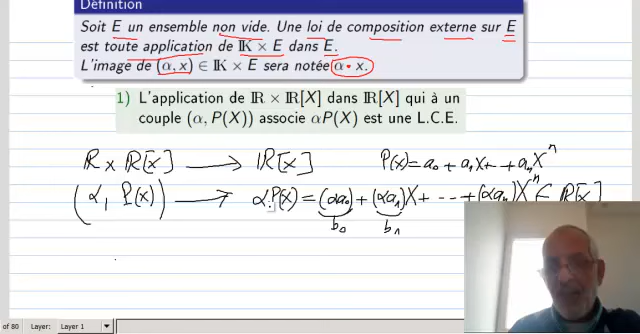 Définition
Soit E un ensemble non vide. Une loi de composition externe sur E
est toute application de 𝕂 × E dans E.
L'image de (α, x) ∈ 𝕂 × E sera notée α • x.
1) L'application de ℝ × ℝ[X] dans ℝ[X] qui à un
couple (α, P(X)) associe αP(X) est une L.C.E.
ℝ × ℝ[X] ⟶ ℝ[X] P(X) = a₀ + a₁X + ·· + aₙXⁿ
(α, P(X)) ⟶ α.P(X) = (αa₀) + (αa₁)X + ··· + (αaₙ)Xⁿ ∈ ℝ[X]
b₀ b₁
of 80 Layer: Layer 1